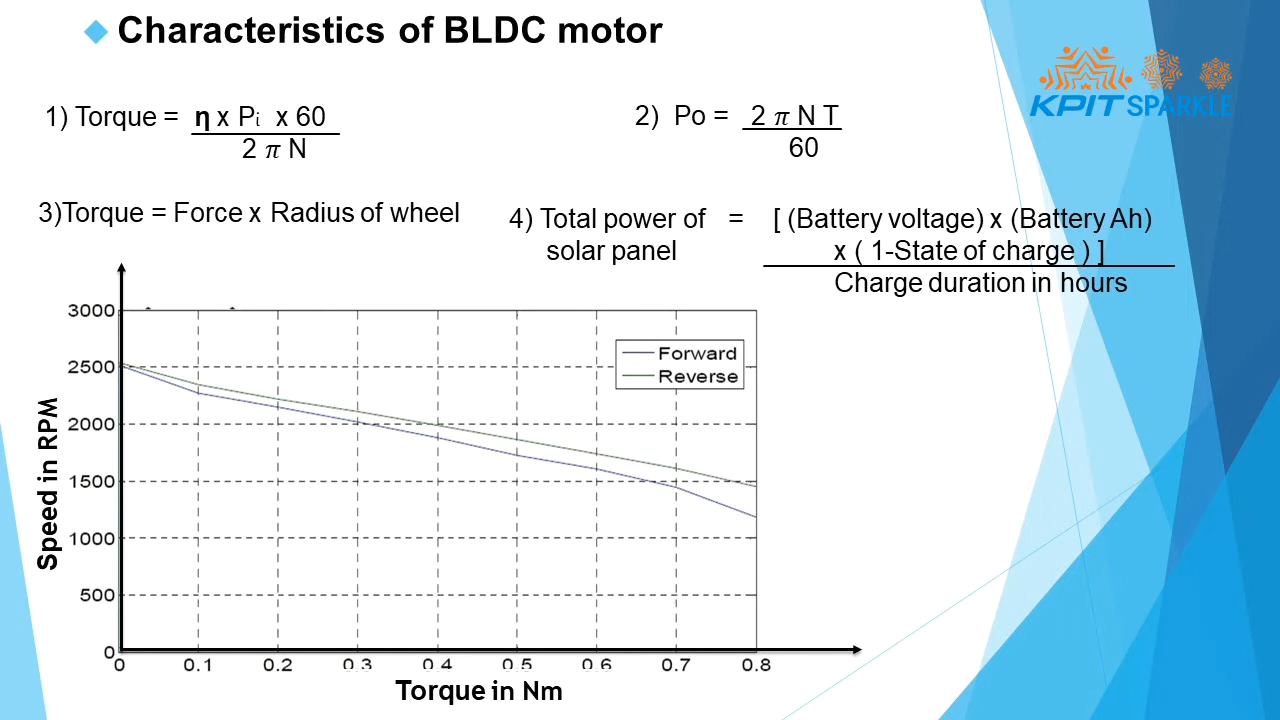 Characteristics of BLDC motor
KPIT SPARKLE
1) Torque = η x Pi x 60
2 π N
2) Po = 2 π N T
60
3)Torque = Force x Radius of wheel
4) Total power of = [ (Battery voltage) x (Battery Ah)
solar panel x ( 1-State of charge ) ]
Charge duration in hours
3000
2500
2000
1500
1000
500
0
Speed in RPM
Forward
Reverse
0 0.1 0.2 0.3 0.4 0.5 0.6 0.7 0.8
Torque in Nm